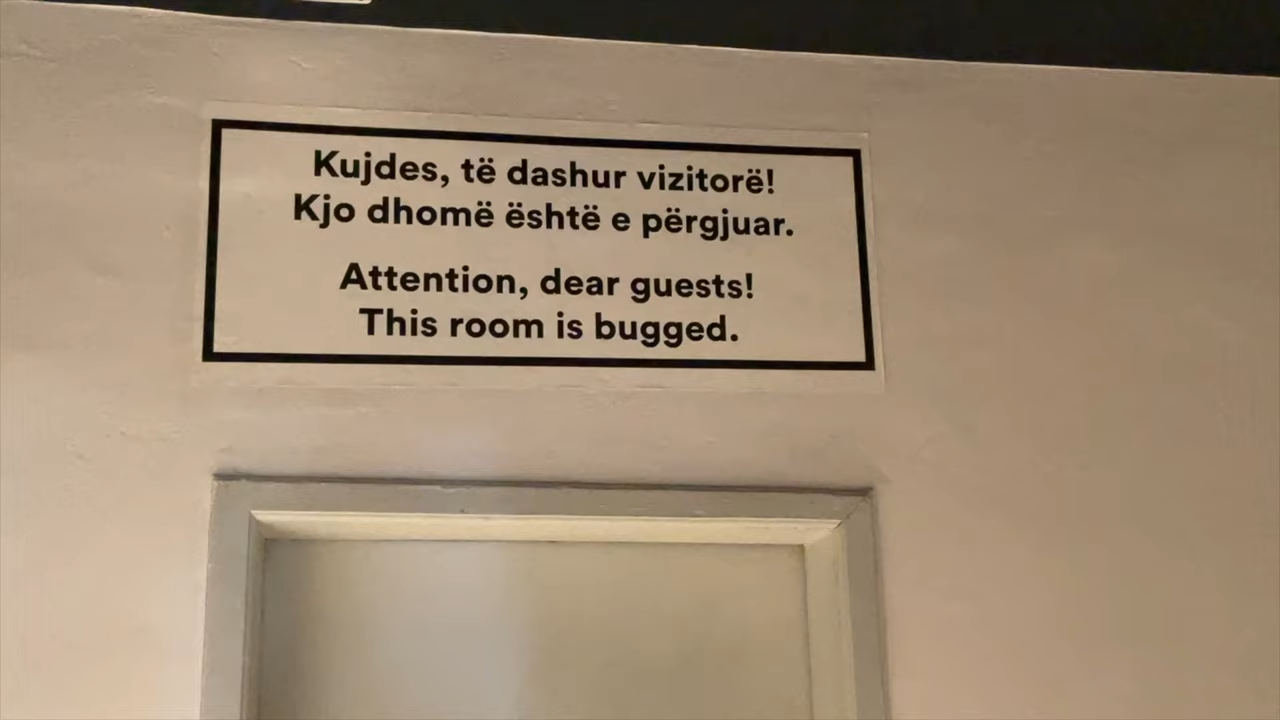 Kujdes, të dashur vizitorë!
Kjo dhomë është e përgjuar.
Attention, dear guests!
This room is bugged.